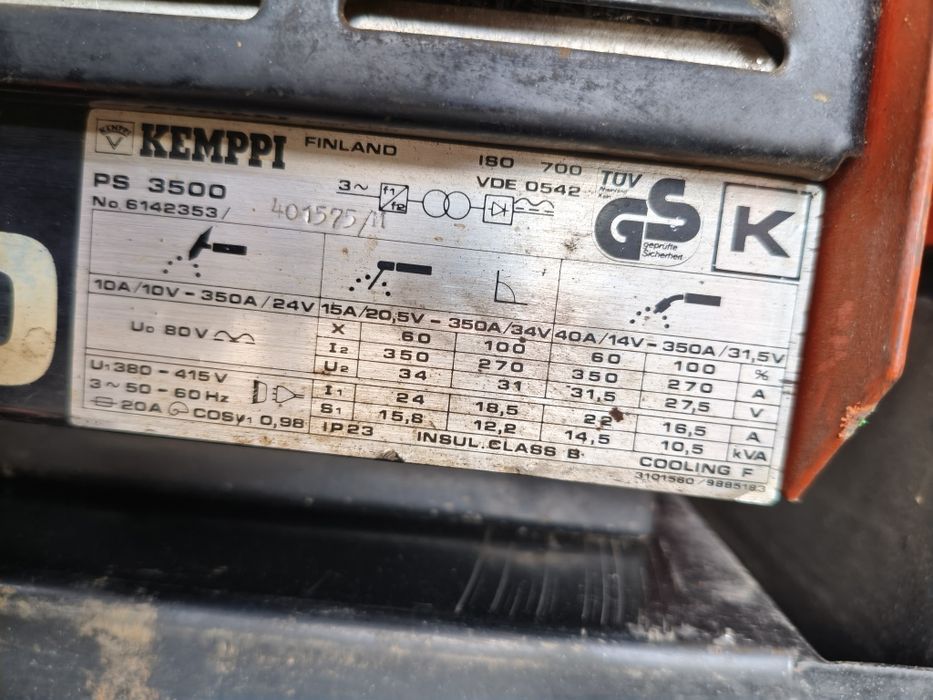 KEMPPI KEMPPI FINLAND ISO 700
PS 3500 3~ f1 f2 VDE 0542 TÜV
No 6142353/ 401575/M
GS geprüfte Sicherheit
K
10A/10V – 350A/24V 15A/20,5V – 350A/34V 40A/14V – 350A/31,5V
U₀ 80V X 60 100 60 100 %
I₂ 350 270 350 270 A
U₂ 34 31 31,5 27,5 V
U₁ 380 – 415 V I₁ 24 18,5 22 16,5 A
3~ 50 – 60 Hz S₁ 15,8 12,2 14,5 10,5 kVA
20A COSφ₁ 0,98 IP23 INSUL.CLASS B COOLING F
3101560/9885183